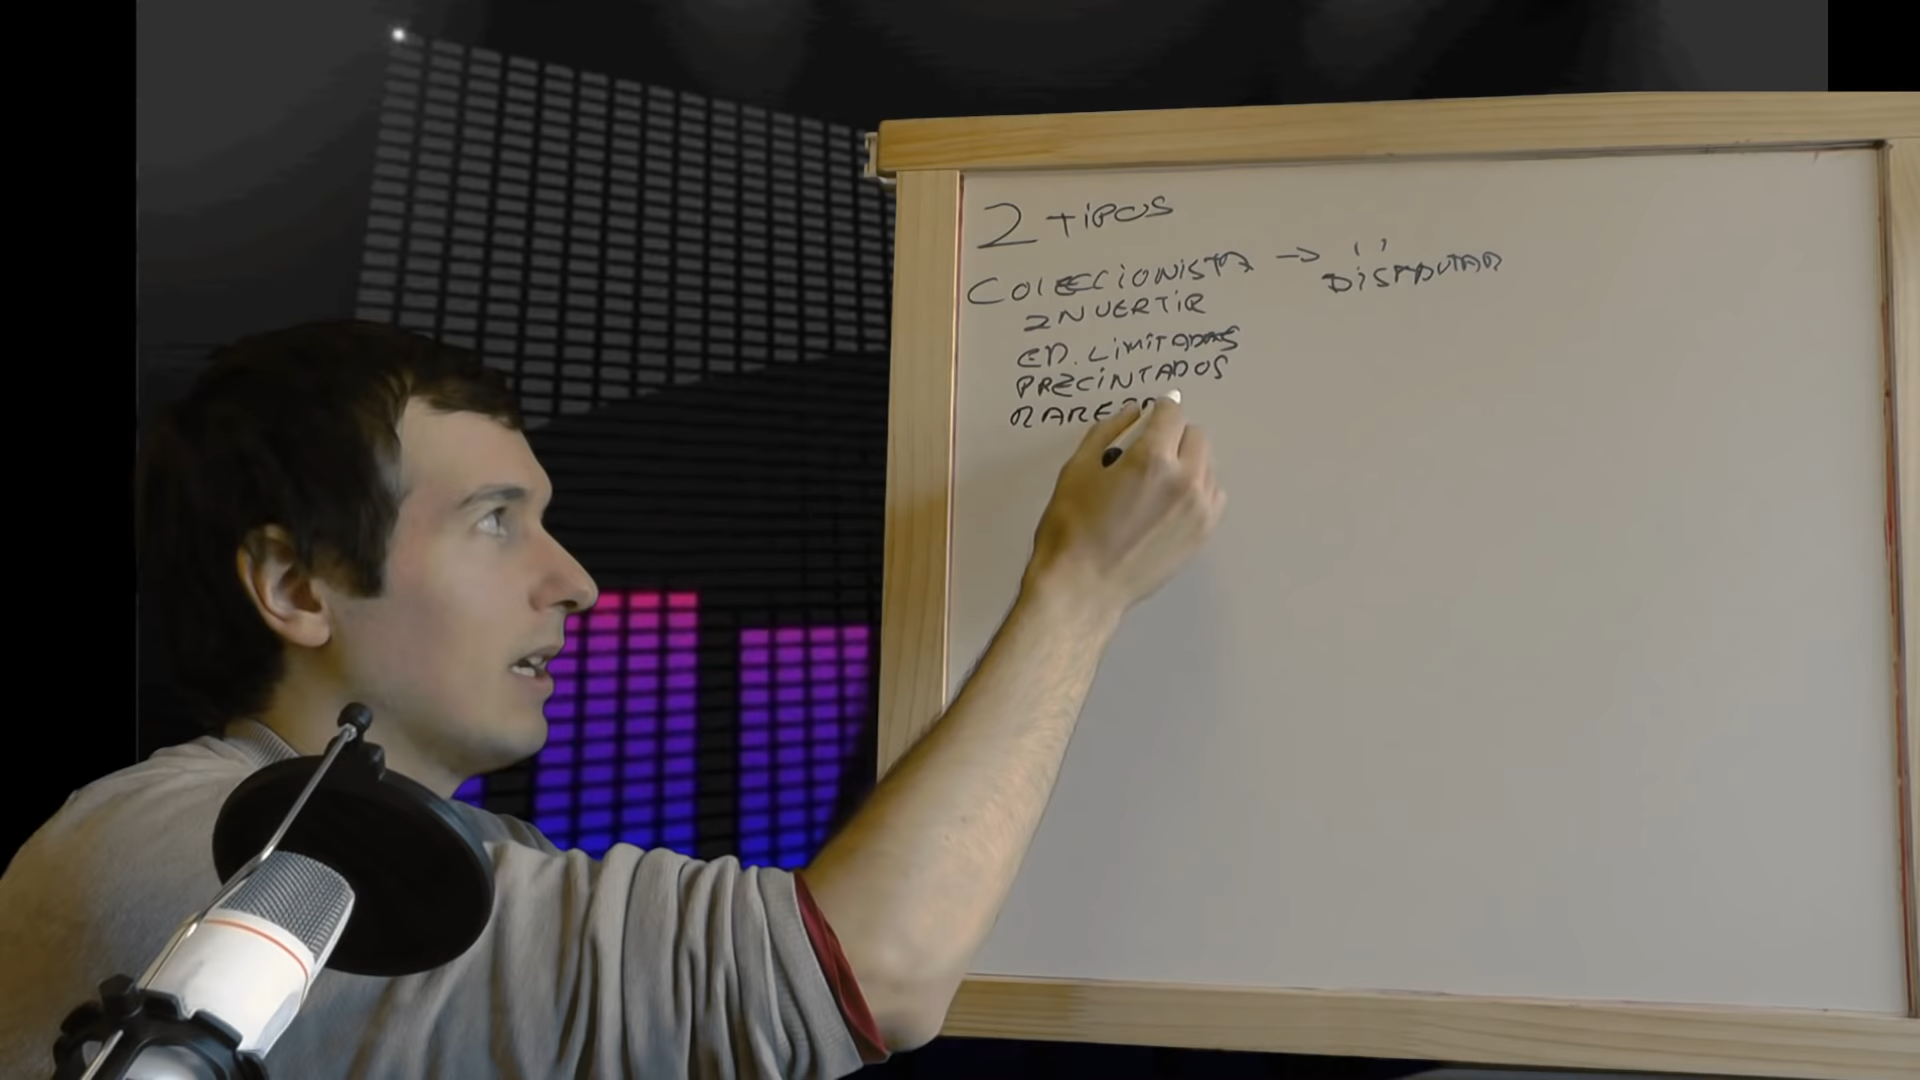 2 TiPOS
COLECCIONISTA → " DISFRUTAR
INVERTIR
ED. LIMITADAS
PRECINTADOS